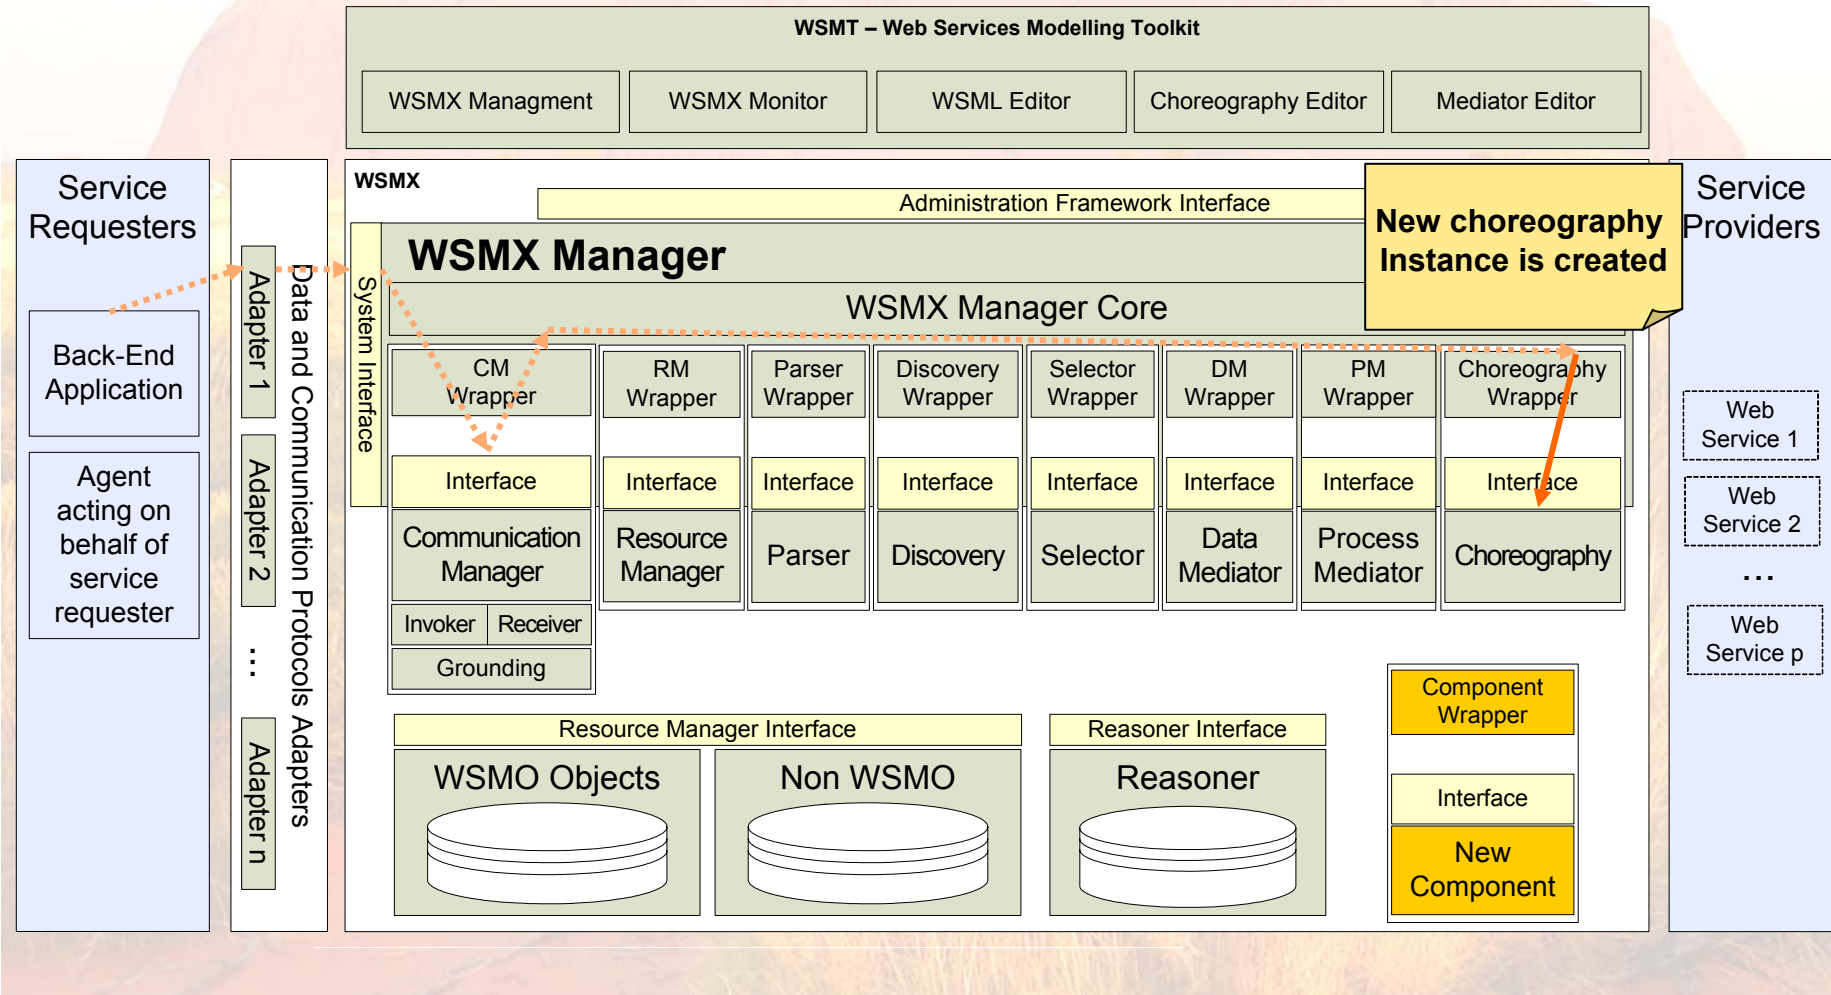 WSMT – Web Services Modelling Toolkit
WSMX Managment
WSMX Monitor
WSML Editor
Choreography Editor
Mediator Editor
Service
Requesters
Back-End
Application
Agent
acting on
behalf of
service
requester
Adapter 1
Adapter 2
...
Adapter n
Data and Communication Protocols Adapters
WSMX
Administration Framework Interface
New choreography
Instance is created
System Interface
WSMX Manager
WSMX Manager Core
CM
Wrapper
RM
Wrapper
Parser
Wrapper
Discovery
Wrapper
Selector
Wrapper
DM
Wrapper
PM
Wrapper
Choreography
Wrapper
Interface
Interface
Interface
Interface
Interface
Interface
Interface
Interface
Communication
Manager
Resource
Manager
Parser
Discovery
Selector
Data
Mediator
Process
Mediator
Choreography
Invoker
Receiver
Grounding
Resource Manager Interface
WSMO Objects
Non WSMO
Reasoner Interface
Reasoner
Component
Wrapper
Interface
New
Component
Service
Providers
Web
Service 1
Web
Service 2
...
Web
Service p